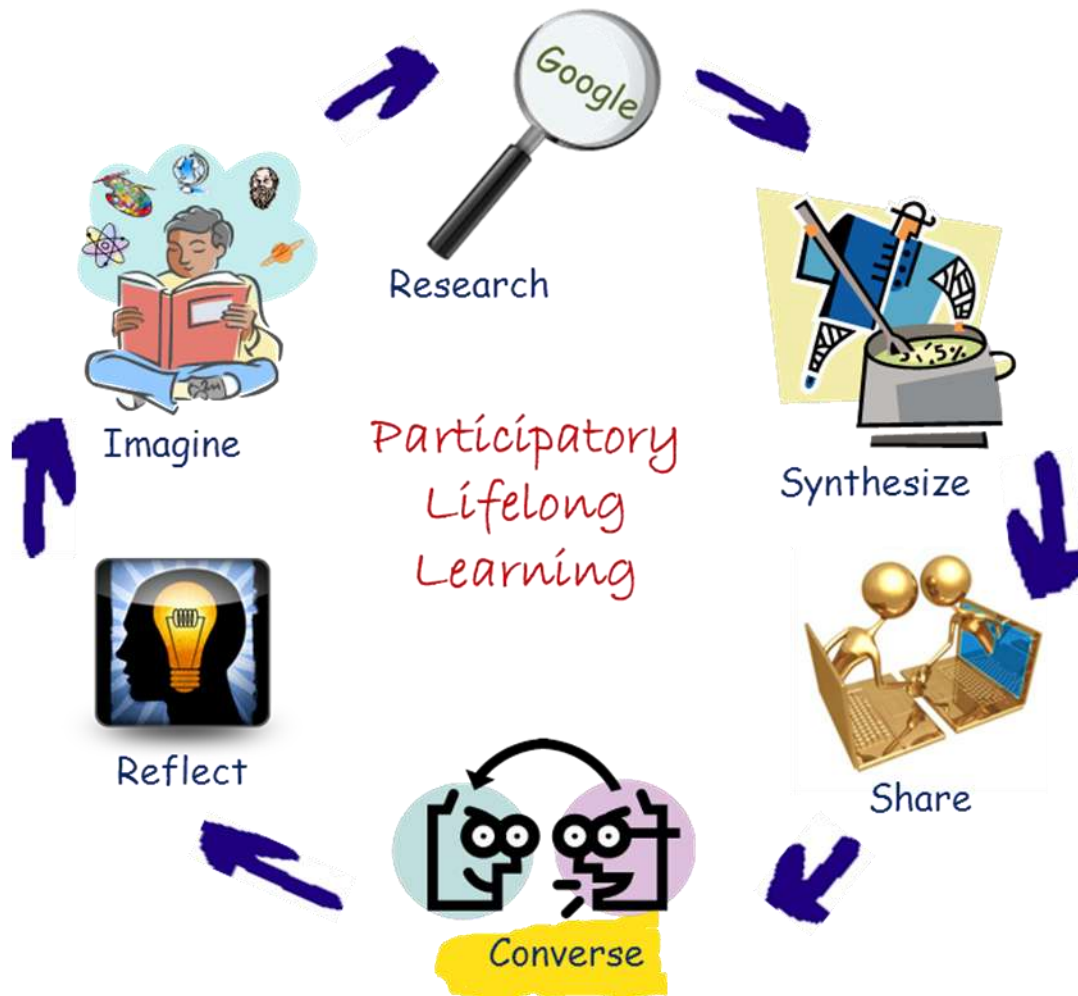 Google
Research
Imagine
Synthesize
Participatory
Lifelong
Learning
Reflect
Share
Converse